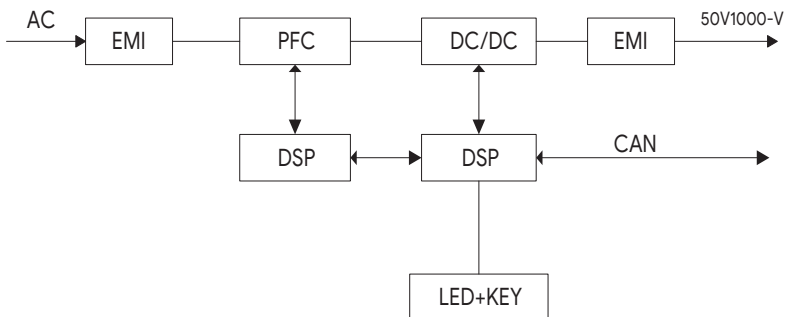 AC
50V1000-V
EMI
PFC
DC/DC
EMI
DSP
DSP
CAN
LED+KEY